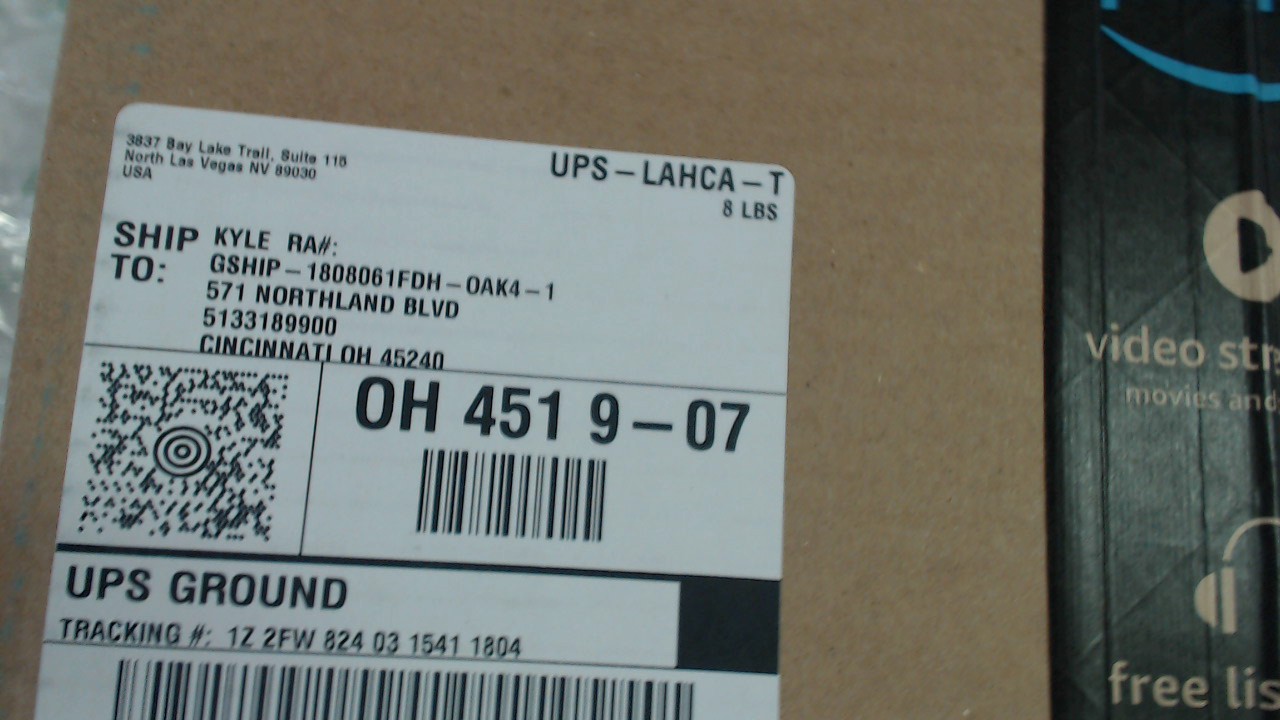 3837 Bay Lake Trail, Suite 115
North Las Vegas NV 89030
USA
UPS-LAHCA-T
8 LBS
SHIP TO:
KYLE RA#:
GSHIP-1808061FDH-OAK4-1
571 NORTHLAND BLVD
5133189900
CINCINNATI OH 45240
OH 451 9-07
UPS GROUND
TRACKING #: 1Z 2FW 824 03 1541 1804
video
movies and
free